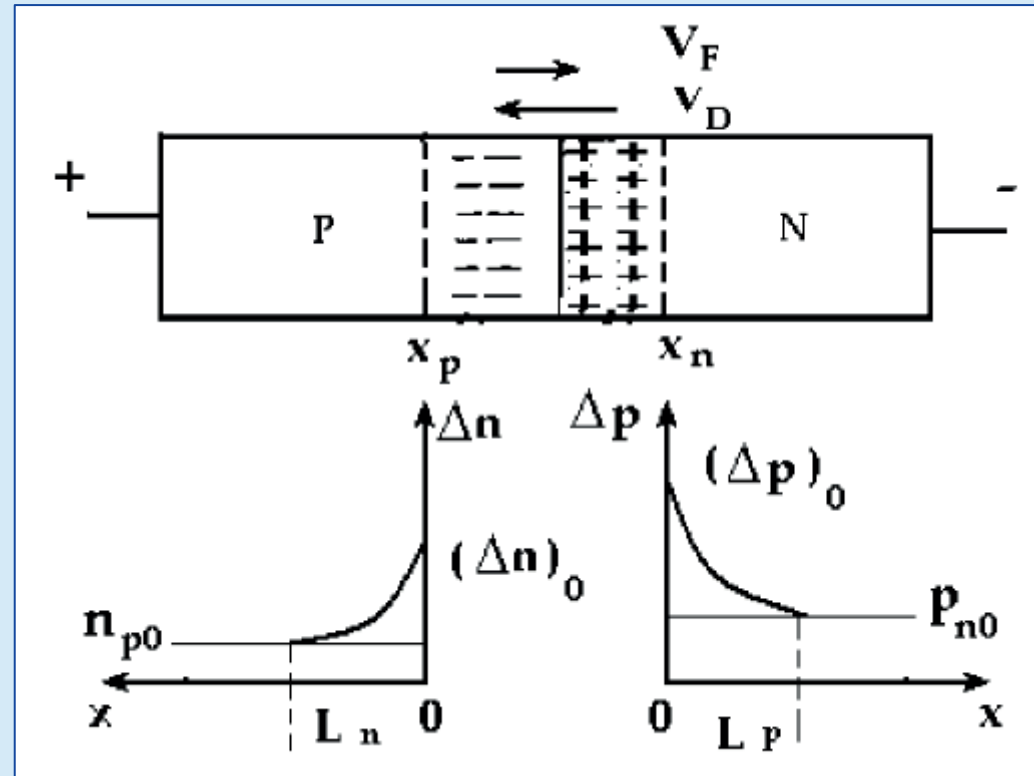 V_F
V_D
+ -
P N
x_p x_n
Δn Δp
(Δp)_0
(Δn)_0
n_p0 p_n0
x L_n 0 0 L_p x